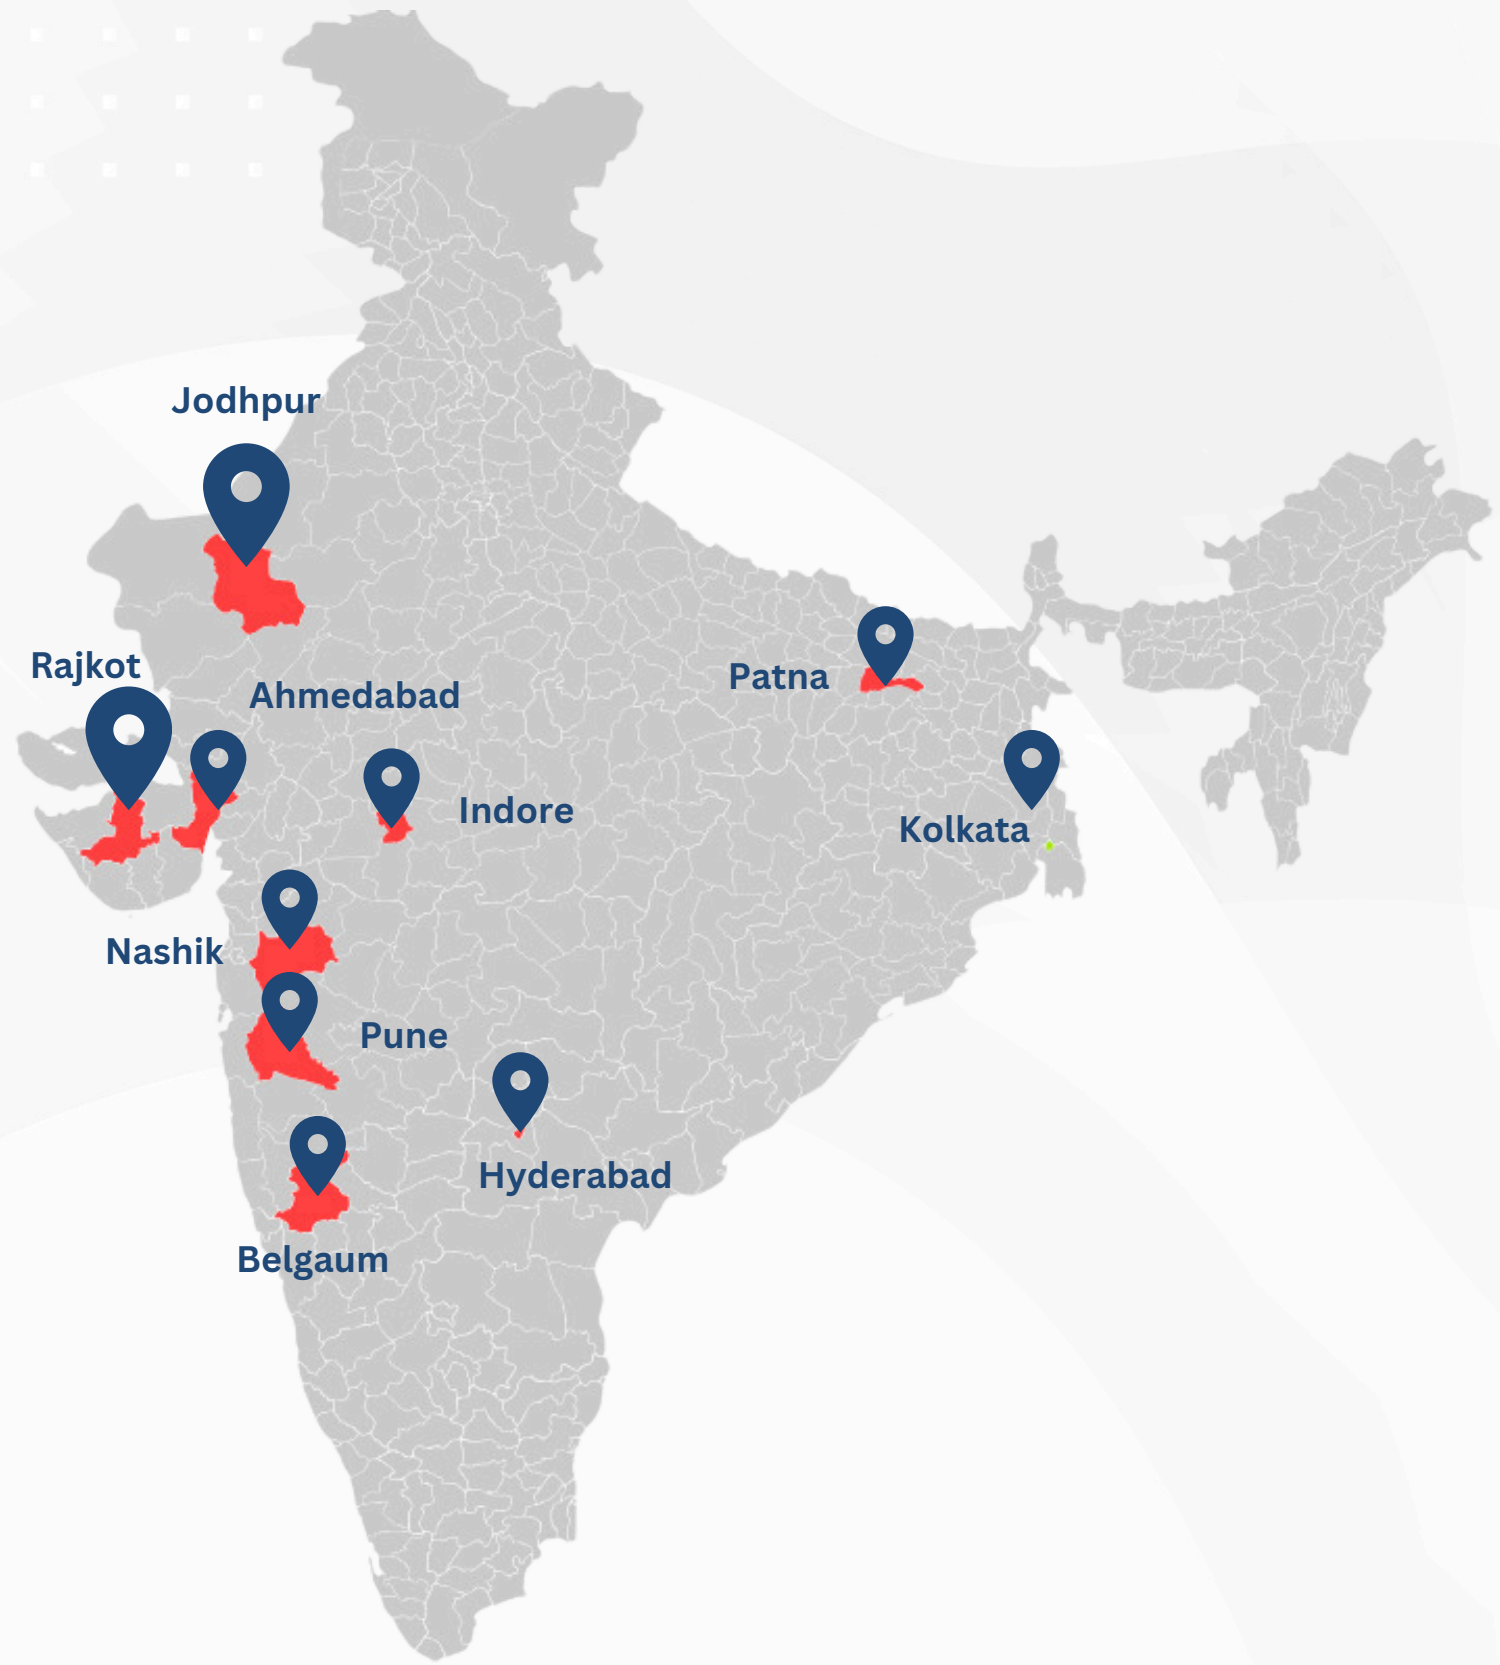 Jodhpur
Rajkot
Ahmedabad
Patna
Indore
Kolkata
Nashik
Pune
Hyderabad
Belgaum